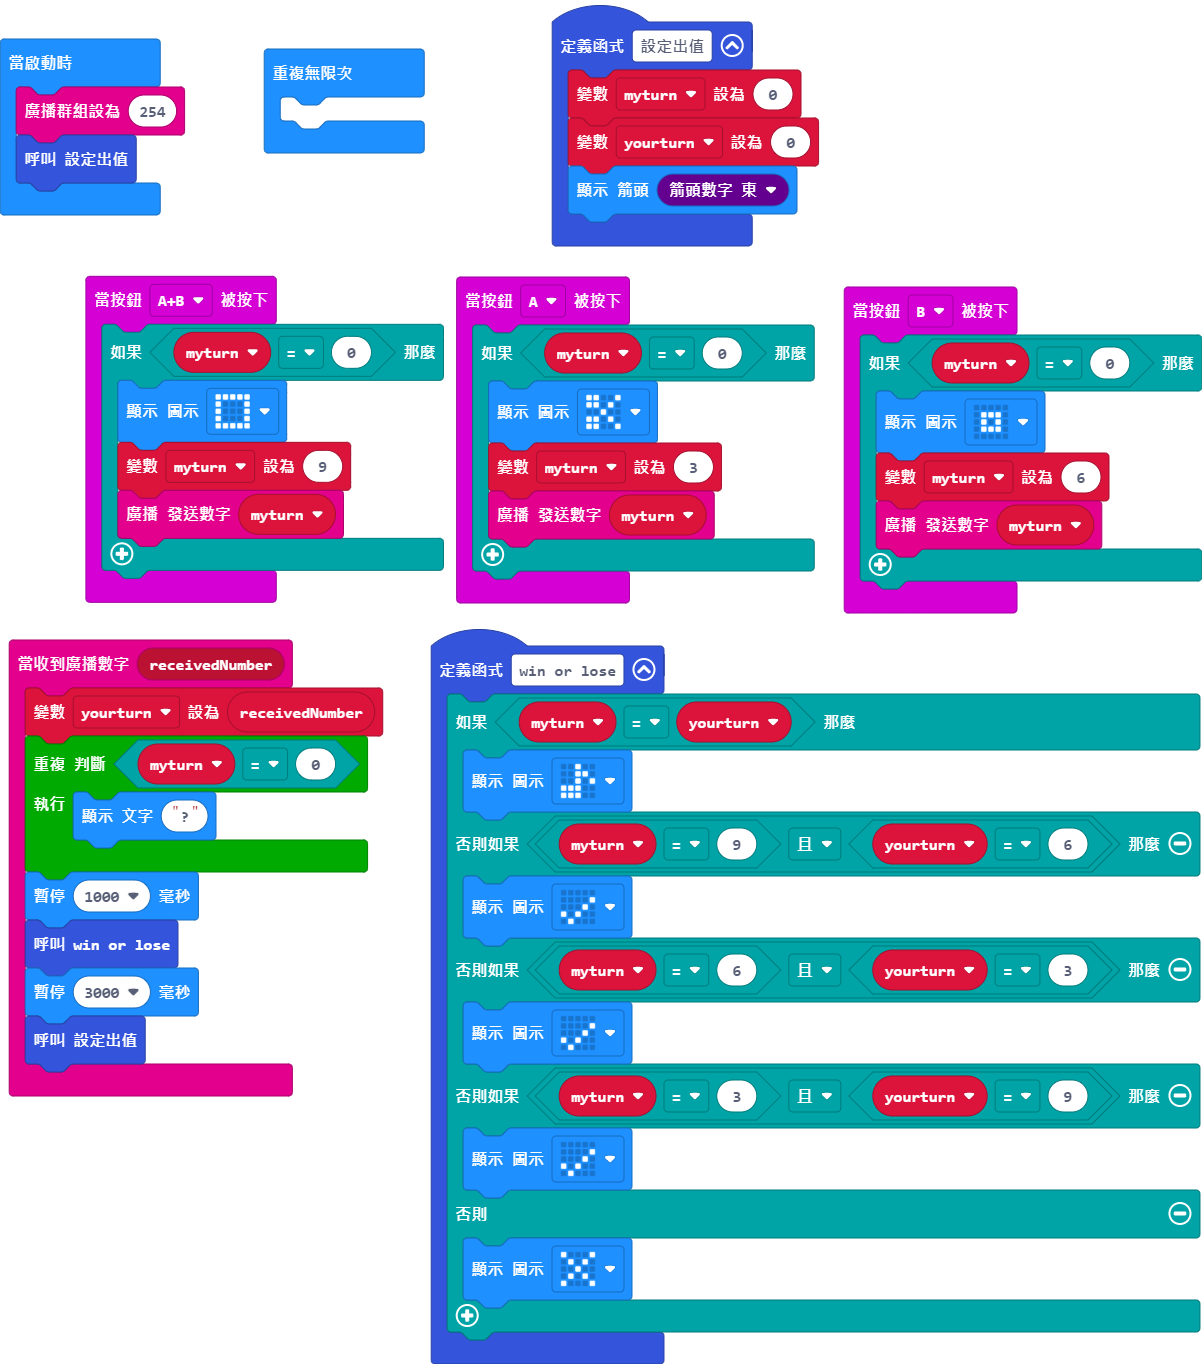 當啟動時
廣播群組設為 254
呼叫 設定出值
重複無限次
定義函式 設定出值
變數 myturn 設為 0
變數 yourturn 設為 0
顯示 箭頭 箭頭數字 東
當按鈕 A+B 被按下
如果 myturn = 0 那麼
顯示 圖示
變數 myturn 設為 9
廣播 發送數字 myturn
當按鈕 A 被按下
如果 myturn = 0 那麼
顯示 圖示
變數 myturn 設為 3
廣播 發送數字 myturn
當按鈕 B 被按下
如果 myturn = 0 那麼
顯示 圖示
變數 myturn 設為 6
廣播 發送數字 myturn
當收到廣播數字 receivedNumber
變數 yourturn 設為 receivedNumber
重複 判斷 myturn = 0
執行 顯示 文字 "?"
暫停 1000 毫秒
呼叫 win or lose
暫停 3000 毫秒
呼叫 設定出值
定義函式 win or lose
如果 myturn = yourturn 那麼
顯示 圖示
否則如果 myturn = 9 且 yourturn = 6 那麼
顯示 圖示
否則如果 myturn = 6 且 yourturn = 3 那麼
顯示 圖示
否則如果 myturn = 3 且 yourturn = 9 那麼
顯示 圖示
否則
顯示 圖示